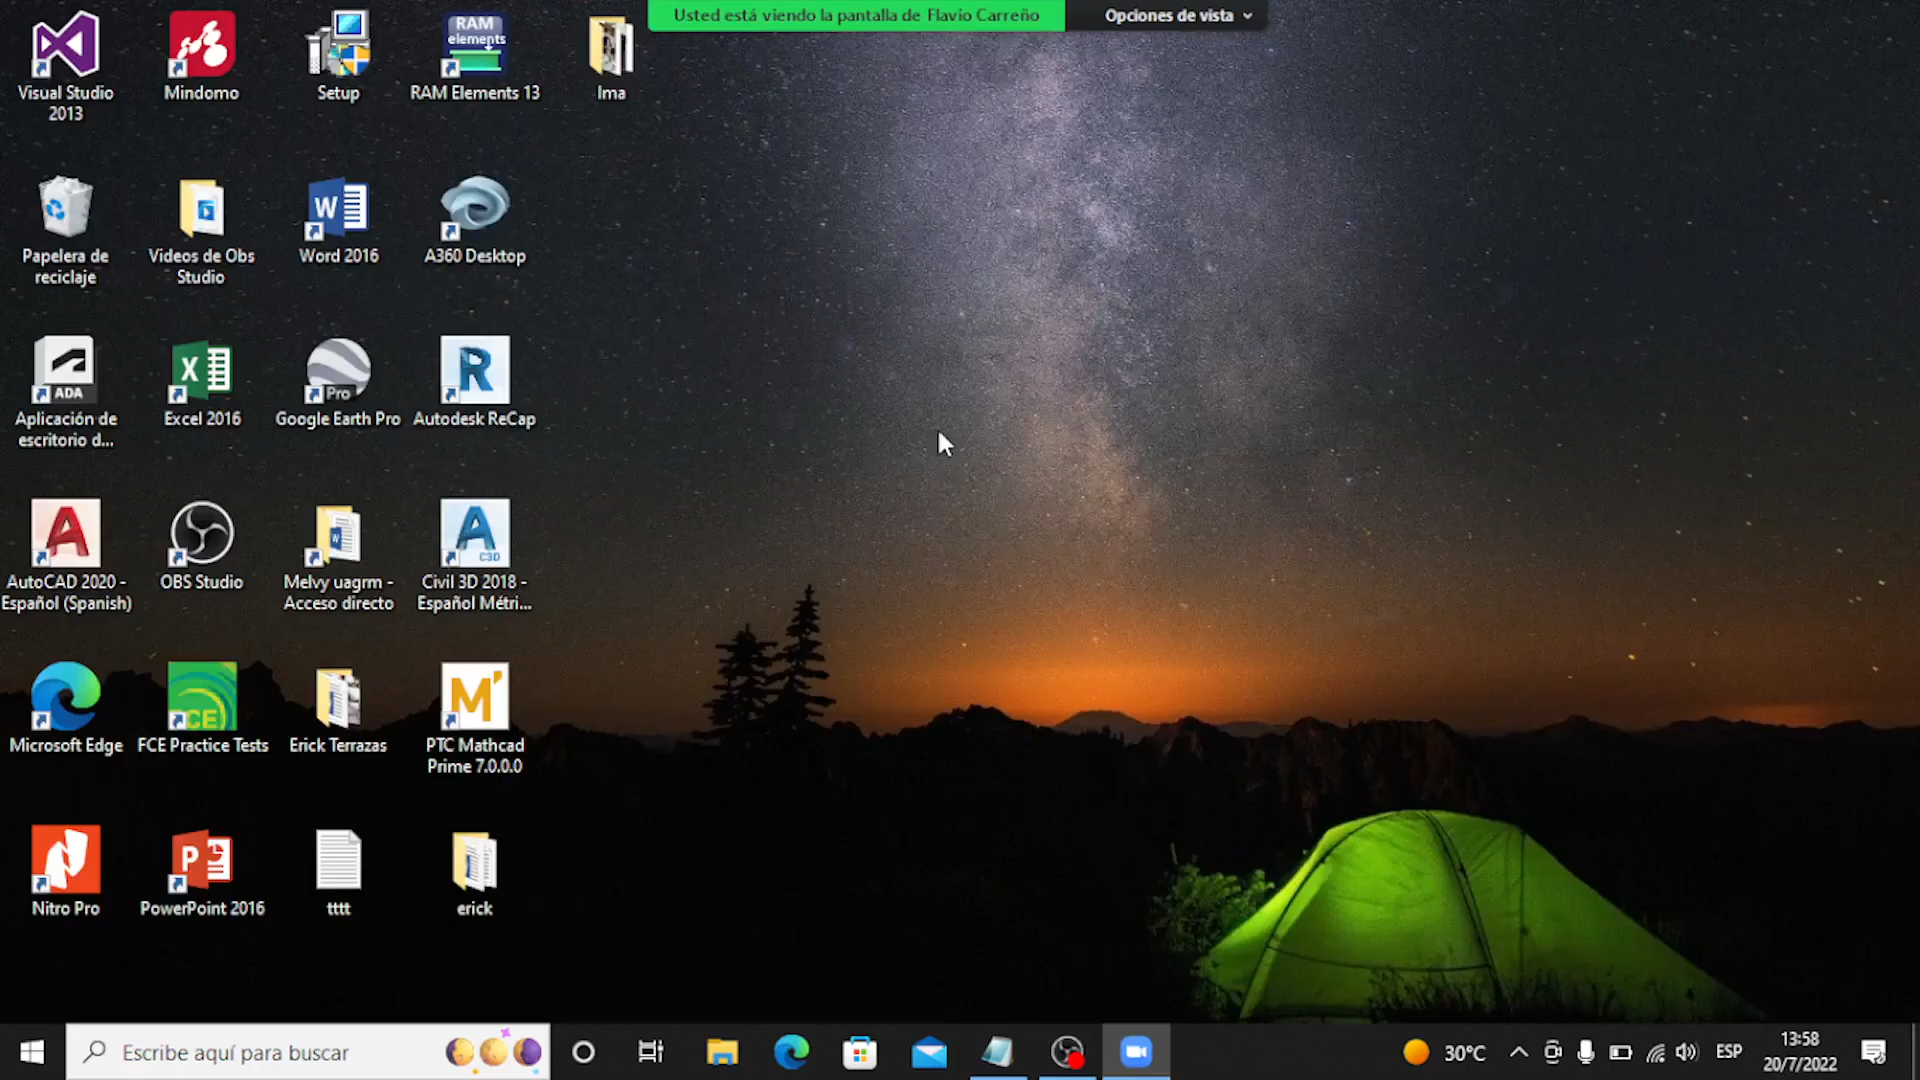 Usted está viendo la pantalla de Flavio Carreño
Opciones de vista
Visual Studio
2013
Mindomo
Setup
RAM
elements
RAM Elements 13
Ima
Papelera de
reciclaje
Videos de Obs
Studio
W
Word 2016
A360 Desktop
ADA
Aplicación de
escritorio d...
X
Excel 2016
Pro
Google Earth Pro
R
Autodesk ReCap
A
AutoCAD 2020 -
Español (Spanish)
OBS Studio
W
Melvy uagrm -
Acceso directo
A
C3D
Civil 3D 2018 -
Español Métri...
Microsoft Edge
CE
FCE Practice Tests
Erick Terrazas
M'
PTC Mathcad
Prime 7.0.0.0
Nitro Pro
P
PowerPoint 2016
tttt
erick
Escribe aquí para buscar
30°C
ESP
13:58
20/7/2022